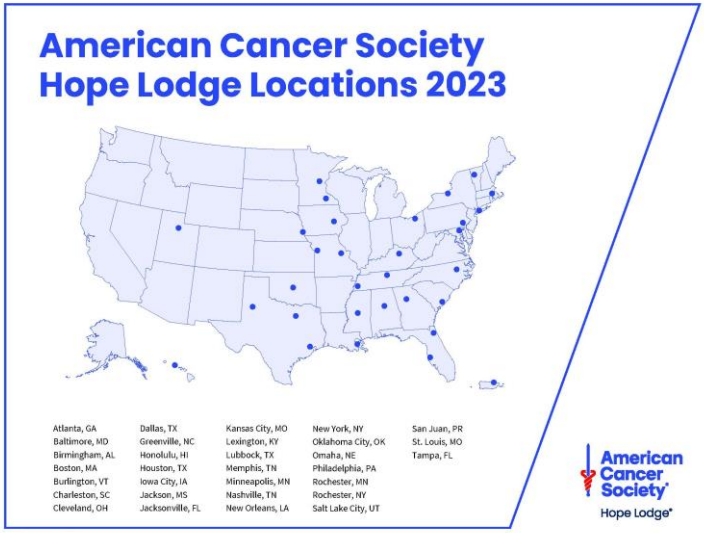 American Cancer Society
Hope Lodge Locations 2023
Atlanta, GA
Baltimore, MD
Birmingham, AL
Boston, MA
Burlington, VT
Charleston, SC
Cleveland, OH
Dallas, TX
Greenville, NC
Honolulu, HI
Houston, TX
Iowa City, IA
Jackson, MS
Jacksonville, FL
Kansas City, MO
Lexington, KY
Lubbock, TX
Memphis, TN
Minneapolis, MN
Nashville, TN
New Orleans, LA
New York, NY
Oklahoma City, OK
Omaha, NE
Philadelphia, PA
Rochester, MN
Rochester, NY
Salt Lake City, UT
San Juan, PR
St. Louis, MO
Tampa, FL
American
Cancer
Society®
Hope Lodge®